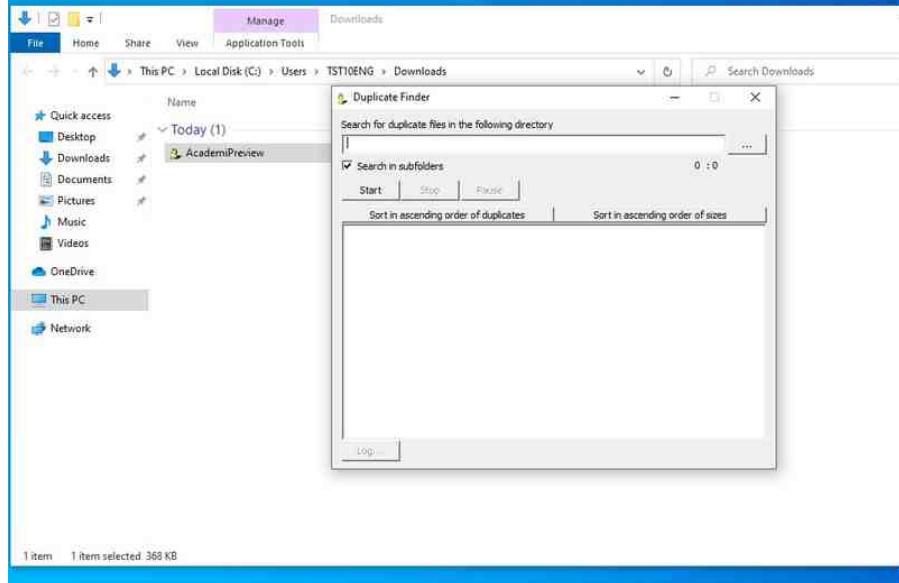 Manage
Downloads
File
Home
Share
View
Application Tools
This PC > Local Disk (C:) > Users > TST10ENG > Downloads
Search Downloads
Quick access
Desktop
Downloads
Documents
Pictures
Music
Videos
OneDrive
This PC
Network
Name
Today (1)
AcademiPreview
Duplicate Finder
Search for duplicate files in the following directory
...
Search in subfolders
0 : 0
Start
Stop
Pause
Sort in ascending order of duplicates
Sort in ascending order of sizes
Log...
1 item
1 item selected 368 KB